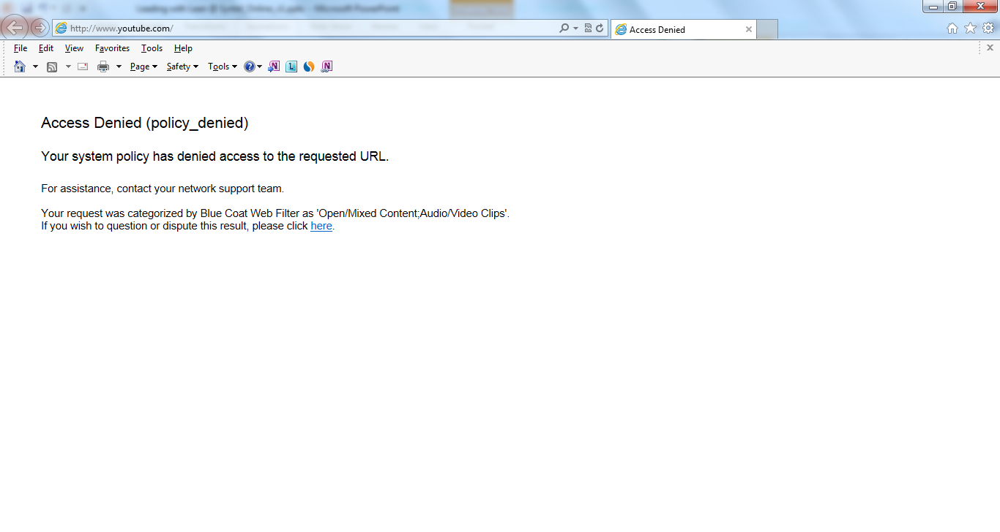 Microsoft PowerPoint
http://www.youtube.com/
Access Denied
File Edit View Favorites Tools Help
Page Safety Tools
Access Denied (policy_denied)
Your system policy has denied access to the requested URL.
For assistance, contact your network support team.
Your request was categorized by Blue Coat Web Filter as 'Open/Mixed Content;Audio/Video Clips'.
If you wish to question or dispute this result, please click here.